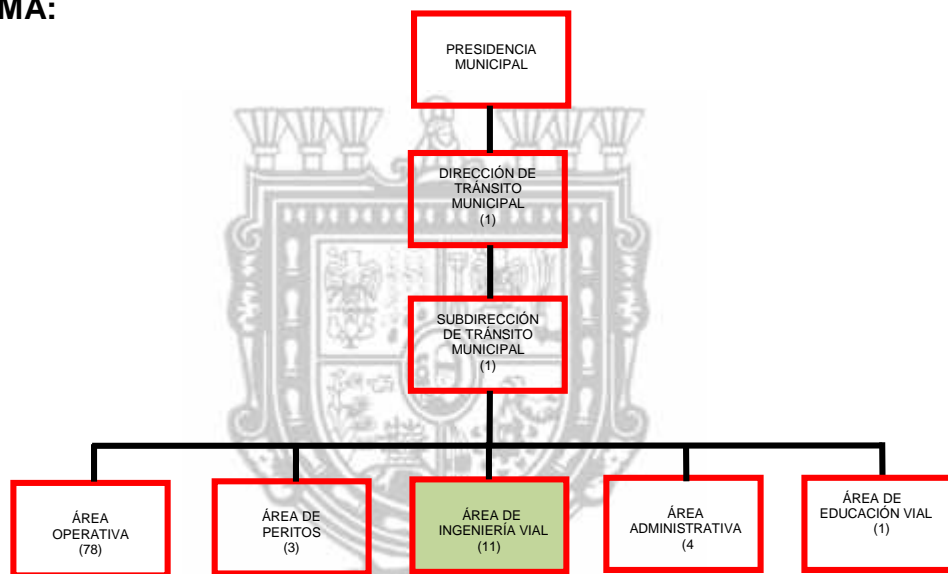 MA:
PRESIDENCIA
MUNICIPAL
DIRECCIÓN DE
TRÁNSITO
MUNICIPAL
(1)
SUBDIRECCIÓN
DE TRÁNSITO
MUNICIPAL
(1)
ÁREA
OPERATIVA
(78)
ÁREA DE
PERITOS
(3)
ÁREA DE
INGENIERÍA VIAL
(11)
ÁREA
ADMINISTRATIVA
(4
ÁREA DE
EDUCACIÓN VIAL
(1)